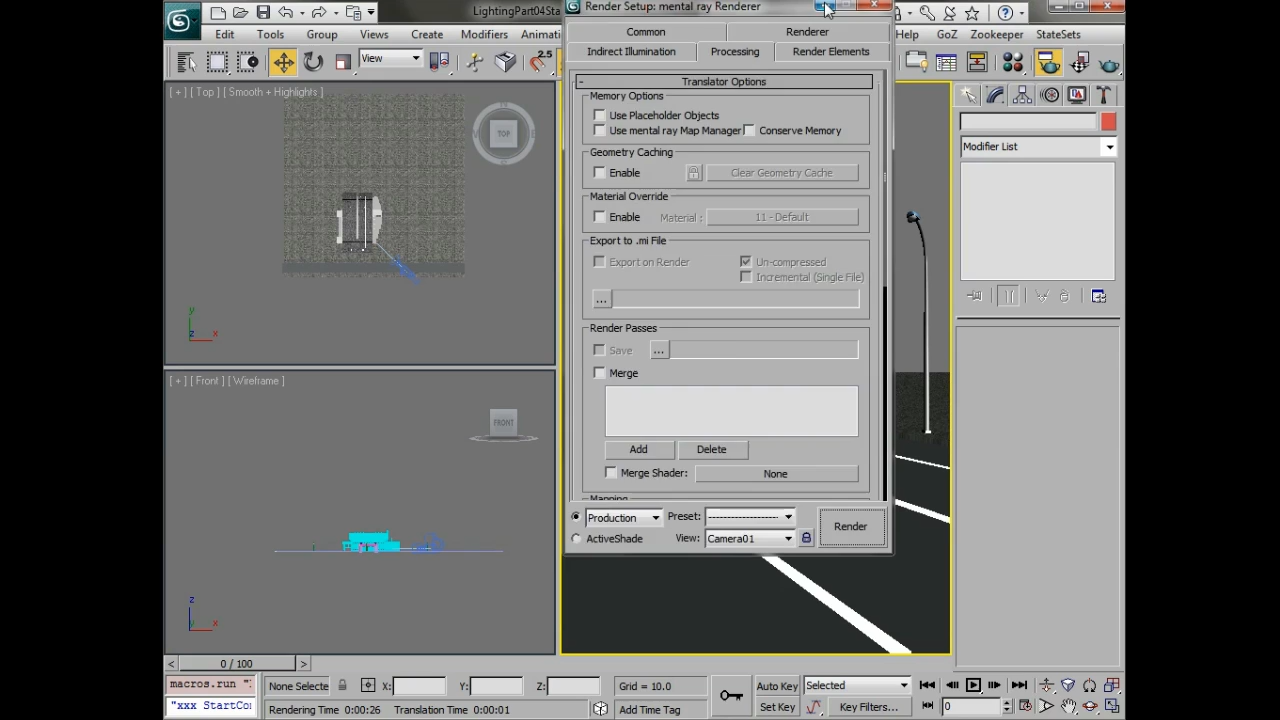 Render Setup: mental ray Renderer
LightingPart04Sta
Edit Tools Group Views Create Modifiers Animati Help GoZ Zookeeper StateSets
Common Renderer
Indirect Illumination Processing Render Elements
View 2.5
- Translator Options
[ + ] [ Top ] [ Smooth + Highlights ]
Memory Options
Use Placeholder Objects
Use mental ray Map Manager Conserve Memory
TOP
Modifier List
Geometry Caching
Enable Clear Geometry Cache
Material Override
Enable Material : 11 - Default
Export to .mi File
Export on Render Un-compressed
Incremental (Single File)
...
Render Passes
Save ...
Merge
y
z x
[ + ] [ Front ] [ Wireframe ]
FRONT
Add Delete
Merge Shader: None
Mapping
Production Preset: --------------------
ActiveShade View: Camera01 Render
z
y x
< 0 / 100 >
macros.run "
"xxx StartCo
None Selecte X: Y: Z: Grid = 10.0 Auto Key Selected
Rendering Time 0:00:26 Translation Time 0:00:01 Add Time Tag Set Key Key Filters... 0